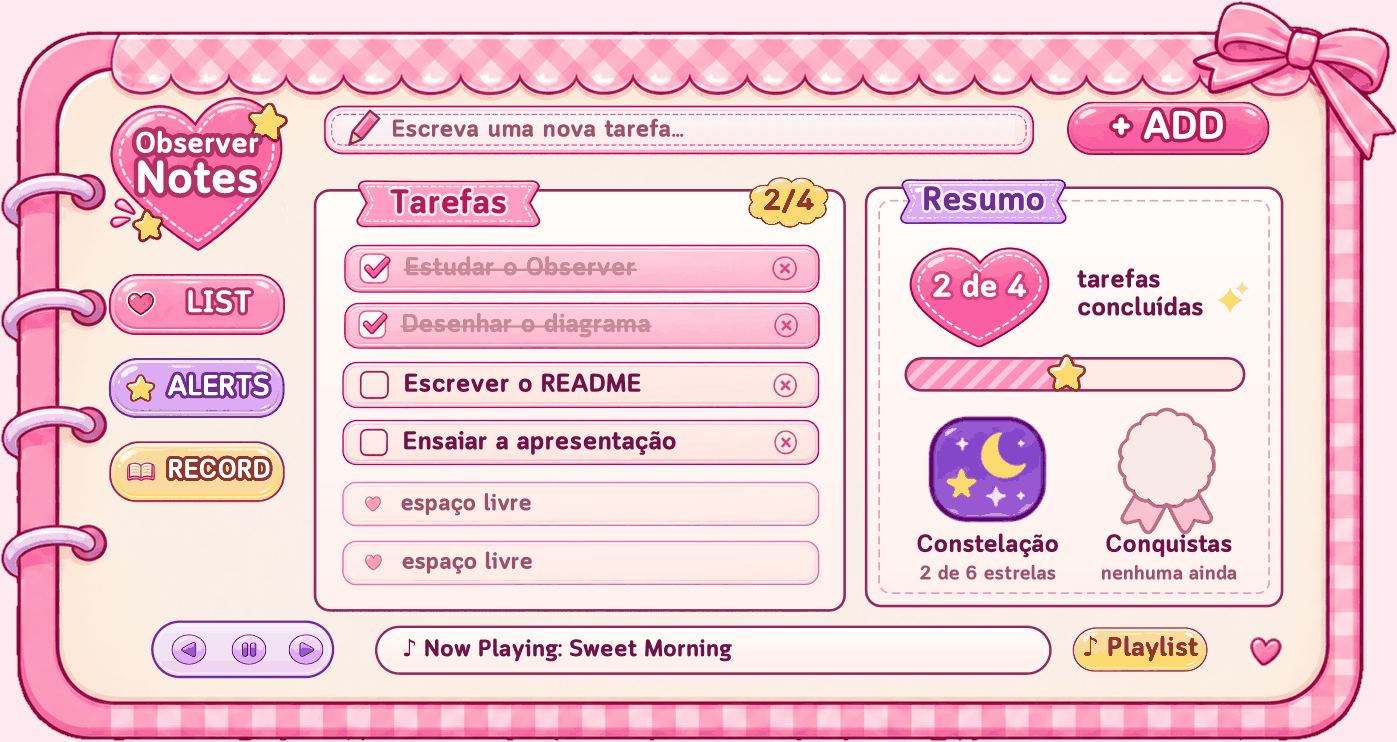 Observer
Notes
Escreva uma nova tarefa...
+ ADD
LIST
ALERTS
RECORD
Tarefas
2/4
Estudar o Observer
Desenhar o diagrama
Escrever o README
Ensaiar a apresentação
espaço livre
espaço livre
Resumo
2 de 4
tarefas
concluídas
Constelação
2 de 6 estrelas
Conquistas
nenhuma ainda
♪ Now Playing: Sweet Morning
♪ Playlist